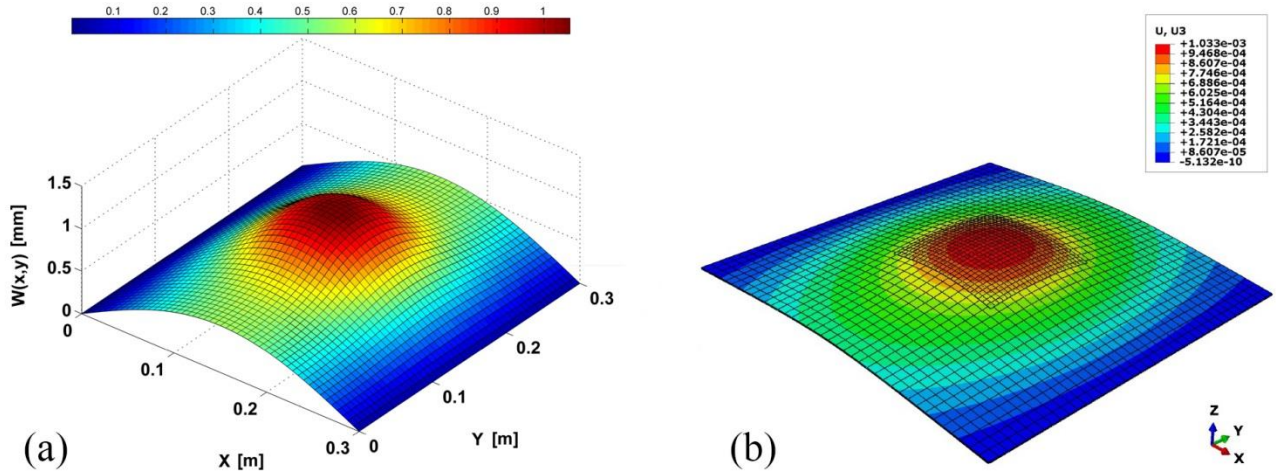 0.1 0.2 0.3 0.4 0.5 0.6 0.7 0.8 0.9 1
W(x,y) [mm]
1.5
1
0.5
0
0
0.1
0.2
0.3
X [m]
0
0.1
0.2
0.3
Y [m]
(a)
U, U3
+1.033e-03
+9.468e-04
+8.607e-04
+7.746e-04
+6.886e-04
+6.025e-04
+5.164e-04
+4.304e-04
+3.443e-04
+2.582e-04
+1.721e-04
+8.607e-05
-5.132e-10
Z
Y
X
(b)